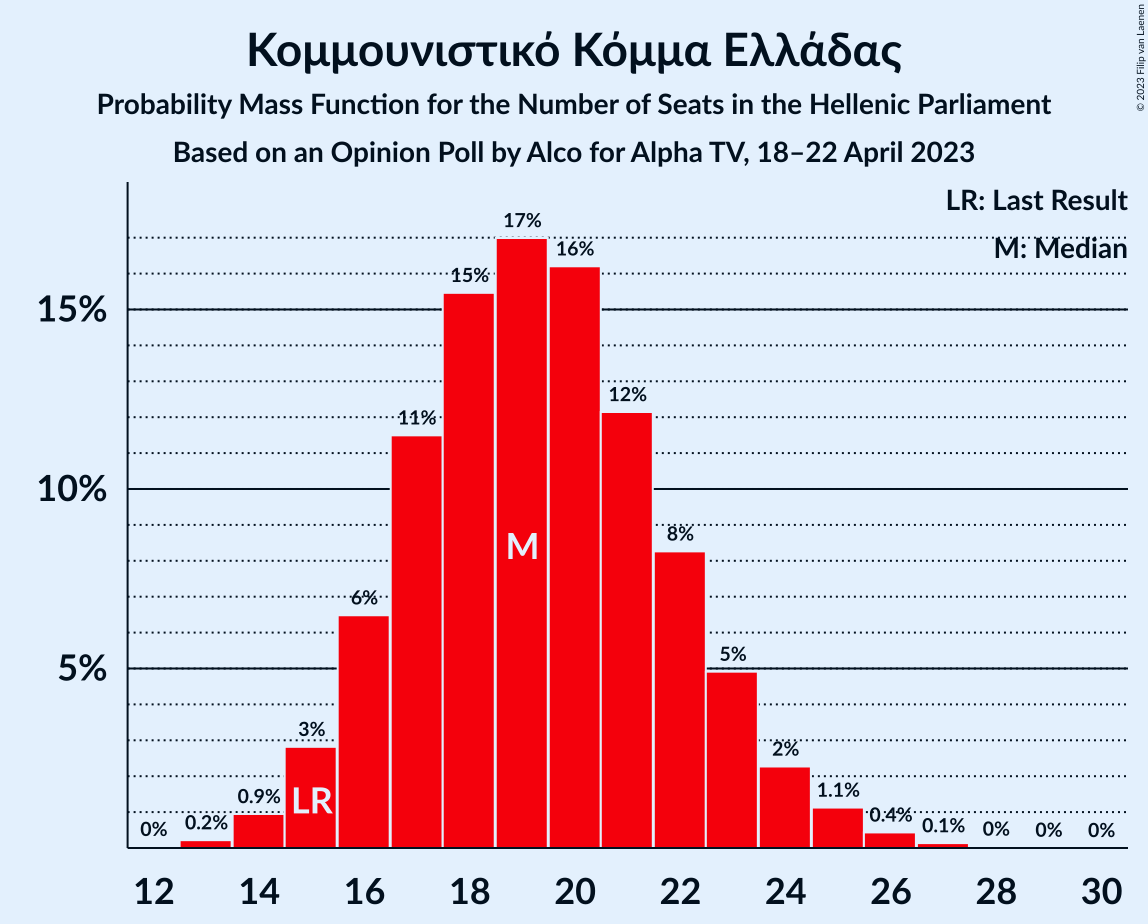 Κομμουνιστικό Κόμμα Ελλάδας
Probability Mass Function for the Number of Seats in the Hellenic Parliament
Based on an Opinion Poll by Alco for Alpha TV, 18–22 April 2023
© 2023 Filip van Laenen
LR: Last Result
M: Median
15%
10%
5%
0%
0.2%
0.9%
3%
6%
11%
15%
17%
16%
12%
8%
5%
2%
1.1%
0.4%
0.1%
0%
0%
0%
LR
M
12 14 16 18 20 22 24 26 28 30